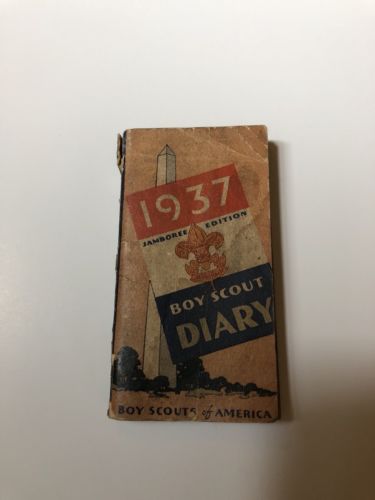 1937
JAMBOREE EDITION
BOY SCOUT
DIARY
BOY SCOUTS of AMERICA